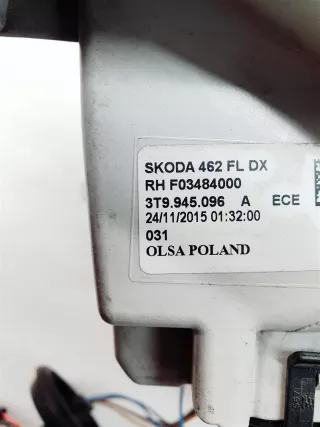 SKODA 462 FL DX
RH F03484000
3T9.945.096 A ECE
24/11/2015 01:32:00
031
OLSA POLAND